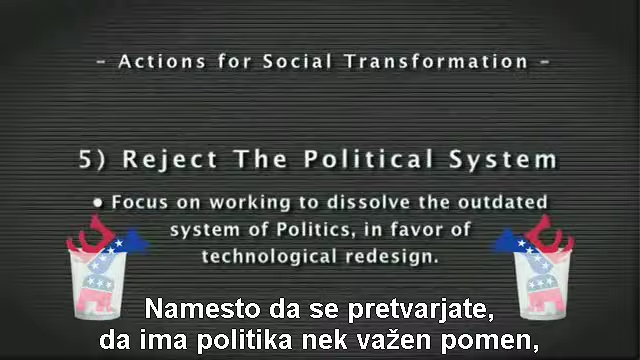 - Actions for Social Transformation -
5) Reject The Political System
● Focus on working to dissolve the outdated
system of Politics, in favor of
technological redesign.
Namesto da se pretvarjate,
da ima politika nek važen pomen,